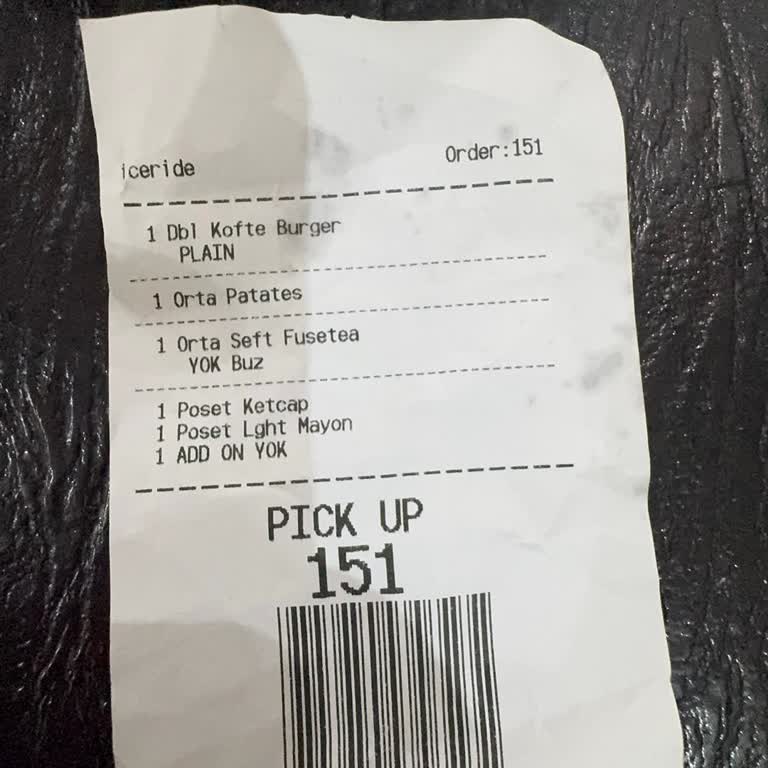 iceride Order:151
1 Dbl Kofte Burger
PLAIN
1 Orta Patates
1 Orta Seft Fusetea
YOK Buz
1 Poset Ketcap
1 Poset Lght Mayon
1 ADD ON YOK
PICK UP
151